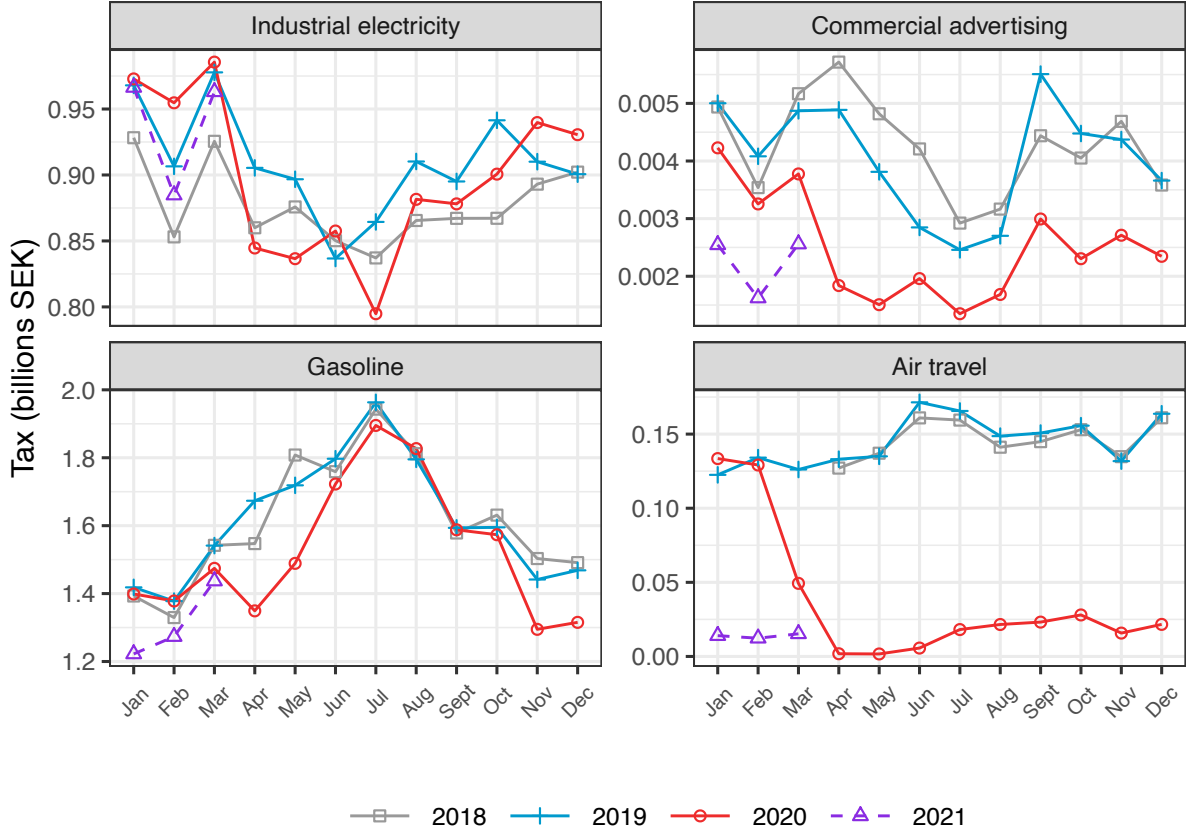 Industrial electricity
Commercial advertising
Tax (billions SEK)
0.95
0.90
0.85
0.80
0.005
0.004
0.003
0.002
Gasoline
Air travel
2.0
1.8
1.6
1.4
1.2
0.15
0.10
0.05
0.00
Jan Feb Mar Apr May Jun Jul Aug Sept Oct Nov Dec
Jan Feb Mar Apr May Jun Jul Aug Sept Oct Nov Dec
2018 2019 2020 2021